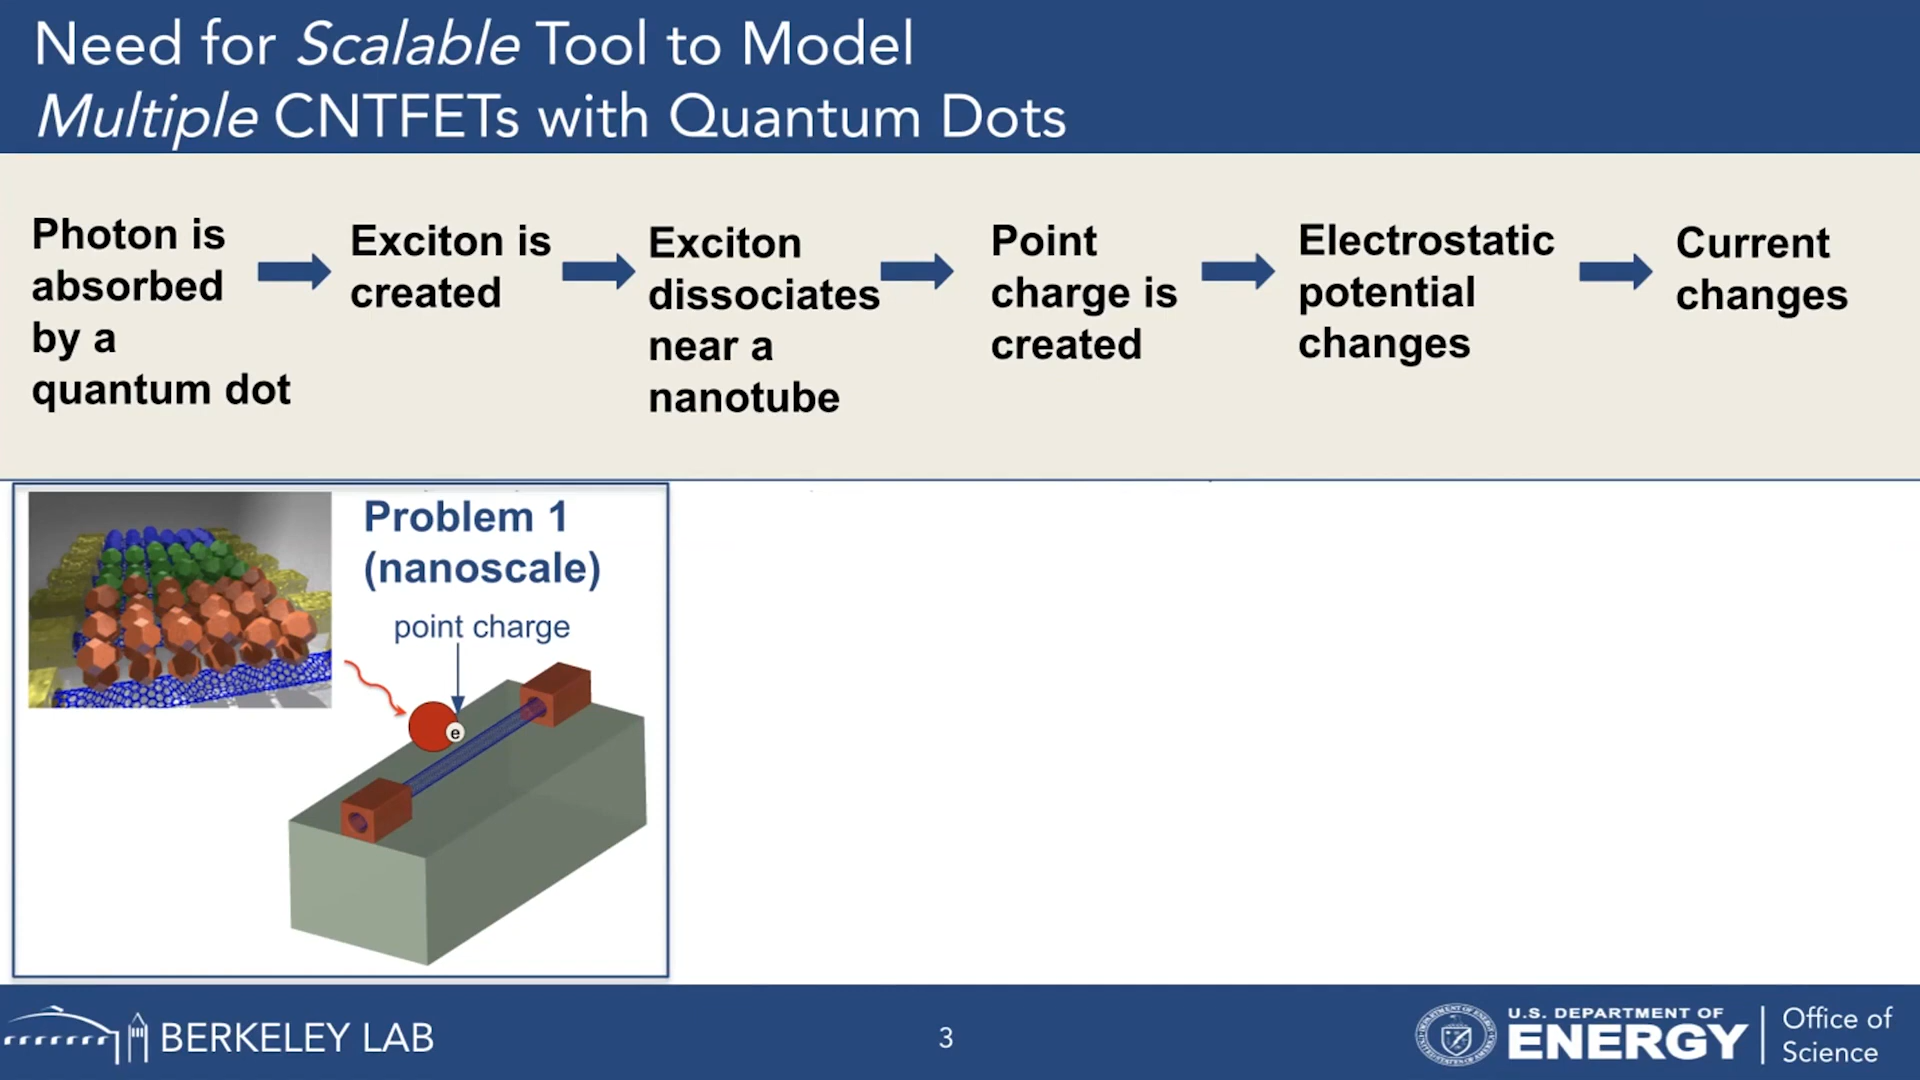 Need for Scalable Tool to Model
Multiple CNTFETs with Quantum Dots
Photon is
absorbed
by a
quantum dot
Exciton is
created
Exciton
dissociates
near a
nanotube
Point
charge is
created
Electrostatic
potential
changes
Current
changes
Problem 1
(nanoscale)
point charge
e
BERKELEY LAB
3
U.S. DEPARTMENT OF
ENERGY
Office of
Science